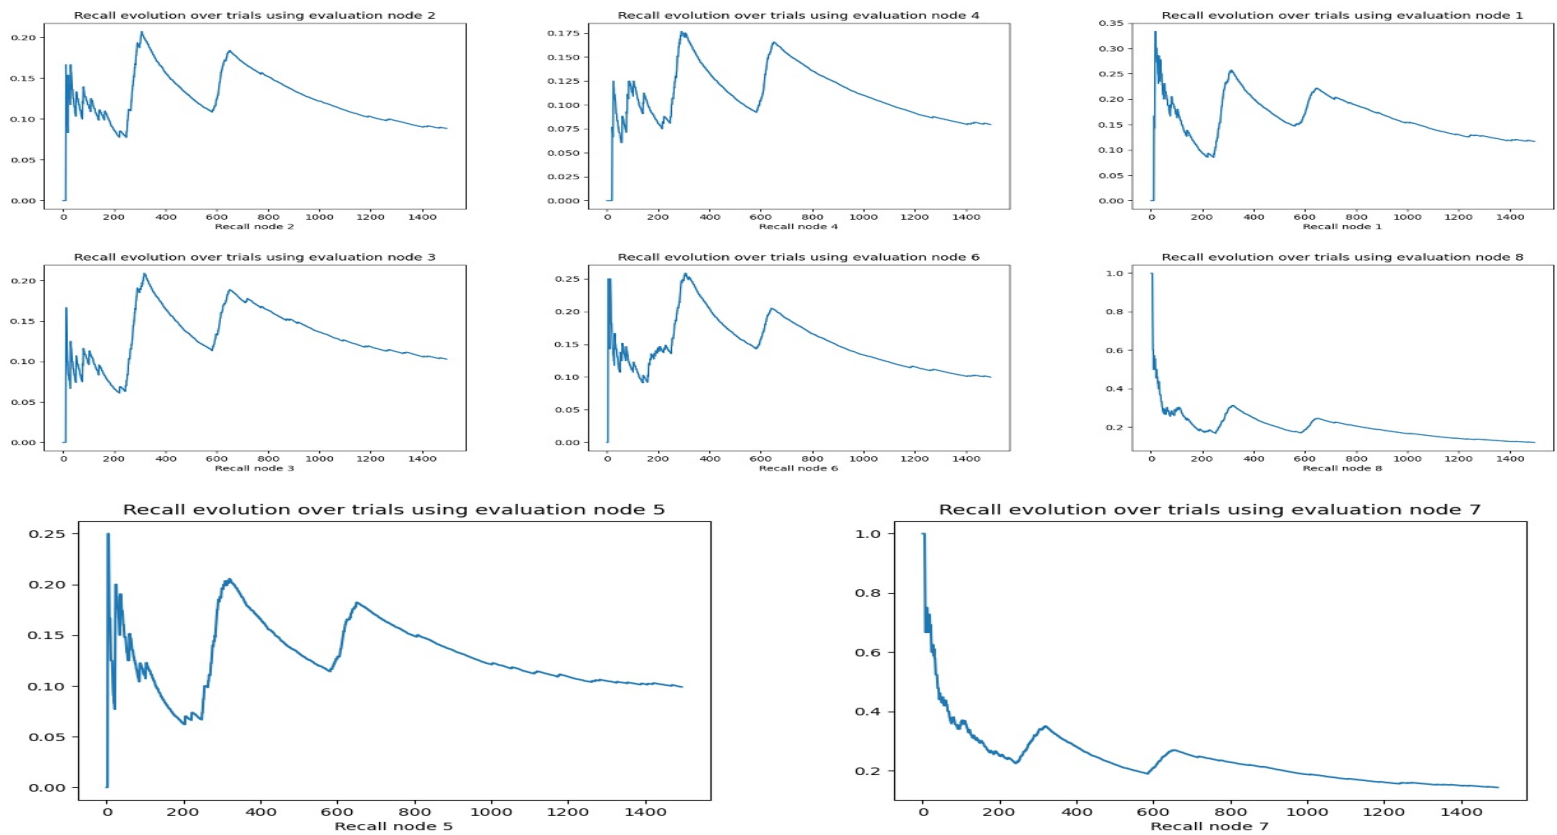 Recall evolution over trials using evaluation node 2
0.20
0.15
0.10
0.05
0.00
0 200 400 600 800 1000 1200 1400
Recall node 2
Recall evolution over trials using evaluation node 4
0.175
0.150
0.125
0.100
0.075
0.050
0.025
0.000
0 200 400 600 800 1000 1200 1400
Recall node 4
Recall evolution over trials using evaluation node 1
0.35
0.30
0.25
0.20
0.15
0.10
0.05
0.00
0 200 400 600 800 1000 1200 1400
Recall node 1
Recall evolution over trials using evaluation node 3
0.20
0.15
0.10
0.05
0.00
0 200 400 600 800 1000 1200 1400
Recall node 3
Recall evolution over trials using evaluation node 6
0.25
0.20
0.15
0.10
0.05
0.00
0 200 400 600 800 1000 1200 1400
Recall node 6
Recall evolution over trials using evaluation node 8
1.0
0.8
0.6
0.4
0.2
0 200 400 600 800 1000 1200 1400
Recall node 8
Recall evolution over trials using evaluation node 5
0.25
0.20
0.15
0.10
0.05
0.00
0 200 400 600 800 1000 1200 1400
Recall node 5
Recall evolution over trials using evaluation node 7
1.0
0.8
0.6
0.4
0.2
0 200 400 600 800 1000 1200 1400
Recall node 7